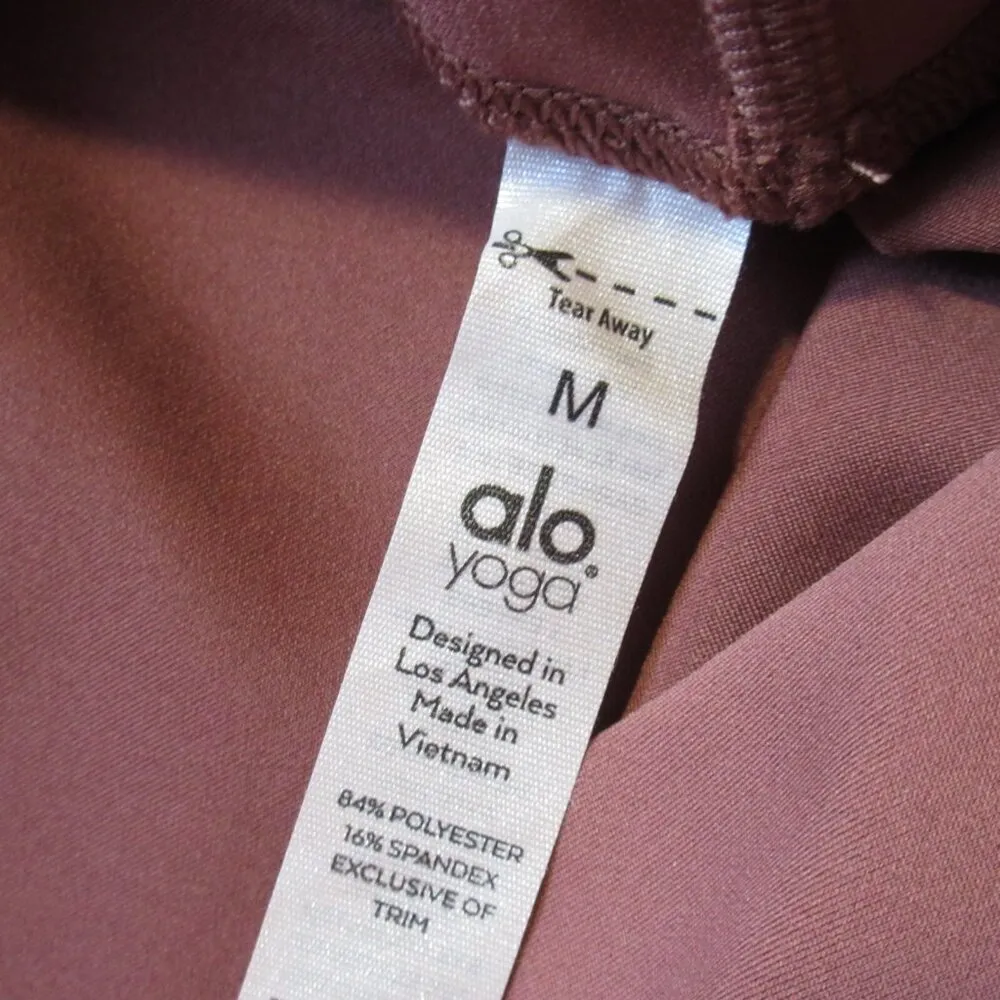 Tear Away
M
alo
yoga®
Designed in
Los Angeles
Made in
Vietnam
84% POLYESTER
16% SPANDEX
EXCLUSIVE OF
TRIM